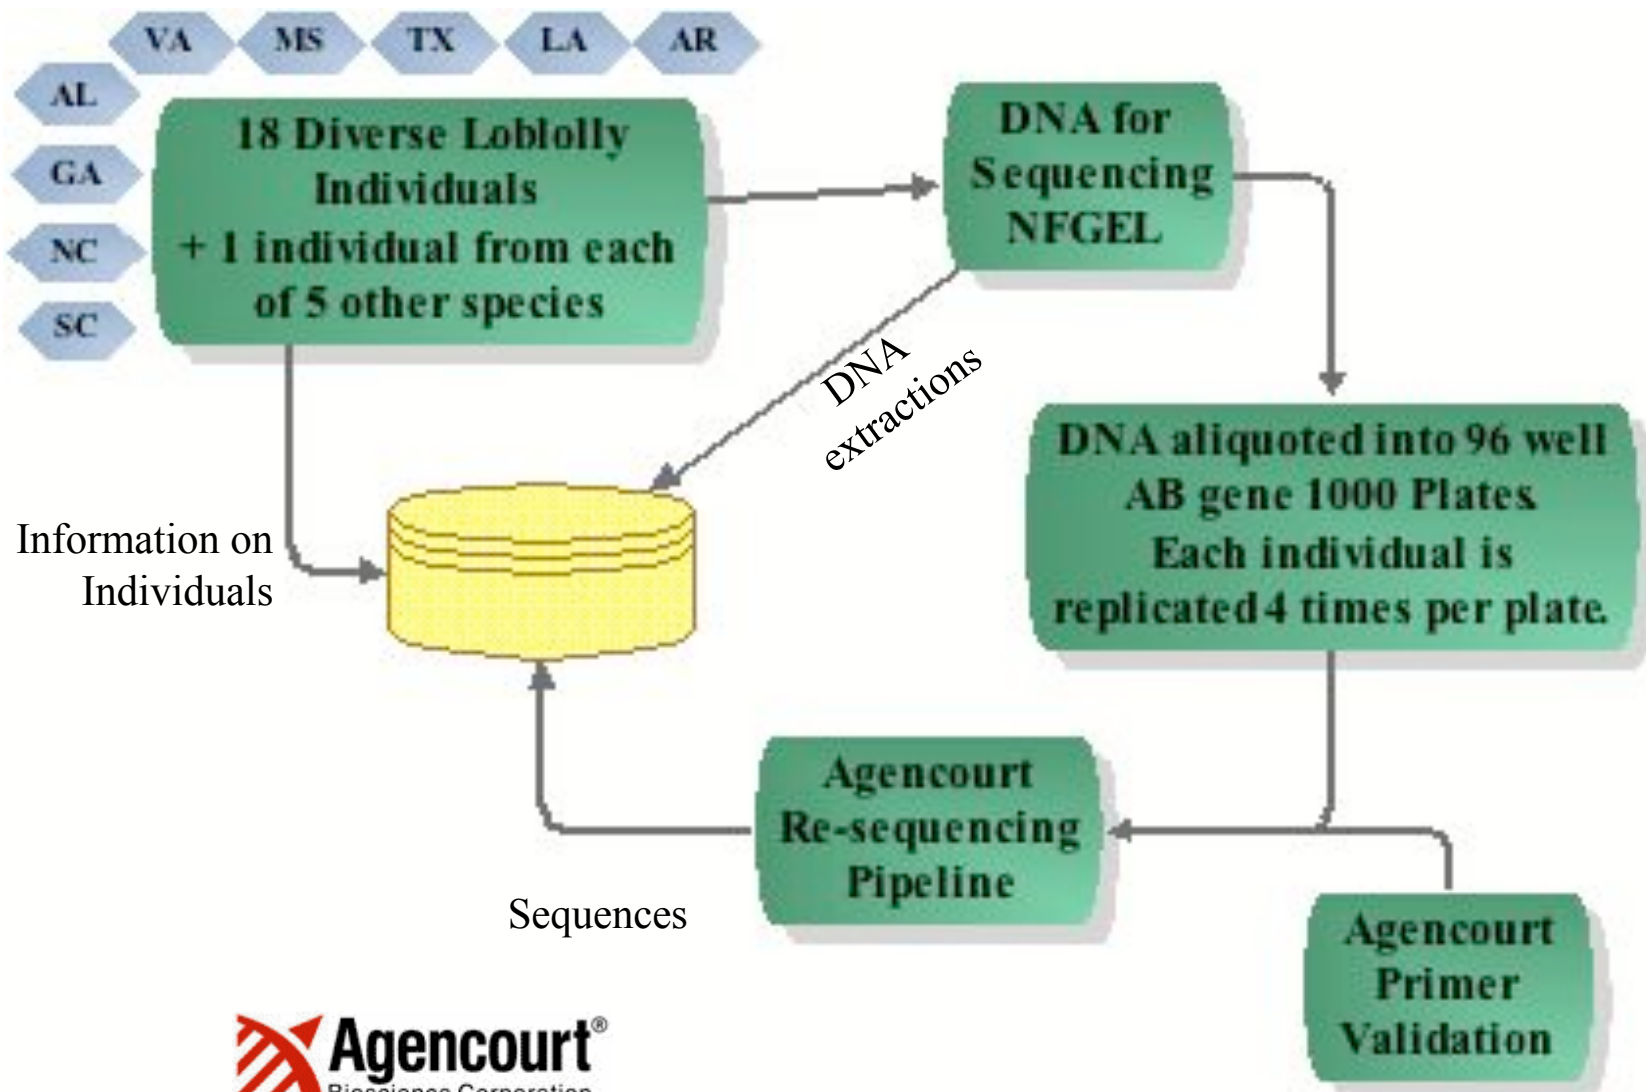 VA MS TX LA AR
AL
GA
NC
SC
18 Diverse Loblolly
Individuals
+ 1 individual from each
of 5 other species
DNA for
Sequencing
NFGEL
DNA
extractions
DNA aliquoted into 96 well
AB gene 1000 Plates.
Each individual is
replicated 4 times per plate.
Information on
Individuals
Agencourt
Re-sequencing
Pipeline
Sequences
Agencourt
Primer
Validation
Agencourt®
Bioscience Corporation